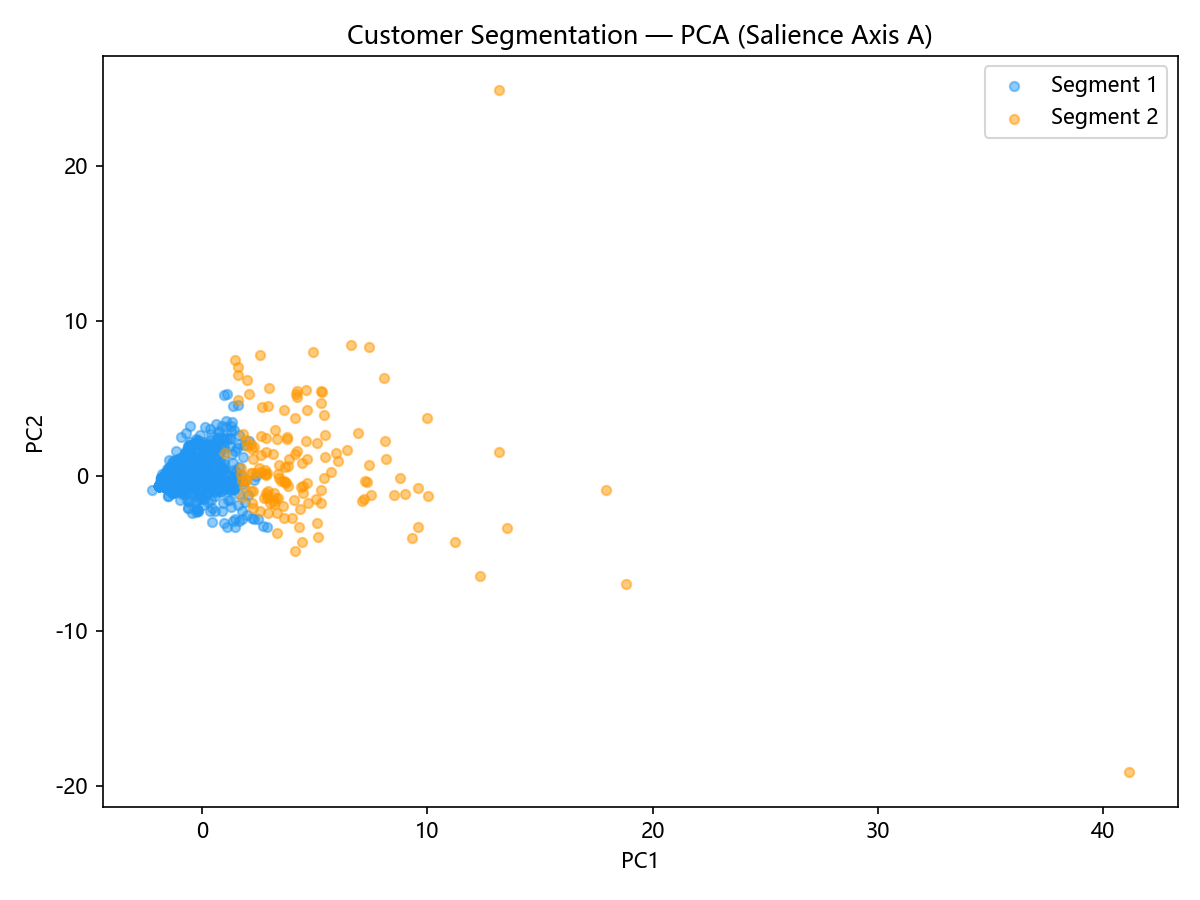 Customer Segmentation — PCA (Salience Axis A)
Segment 1
Segment 2
20
10
0
-10
-20
PC2
0
10
20
30
40
PC1